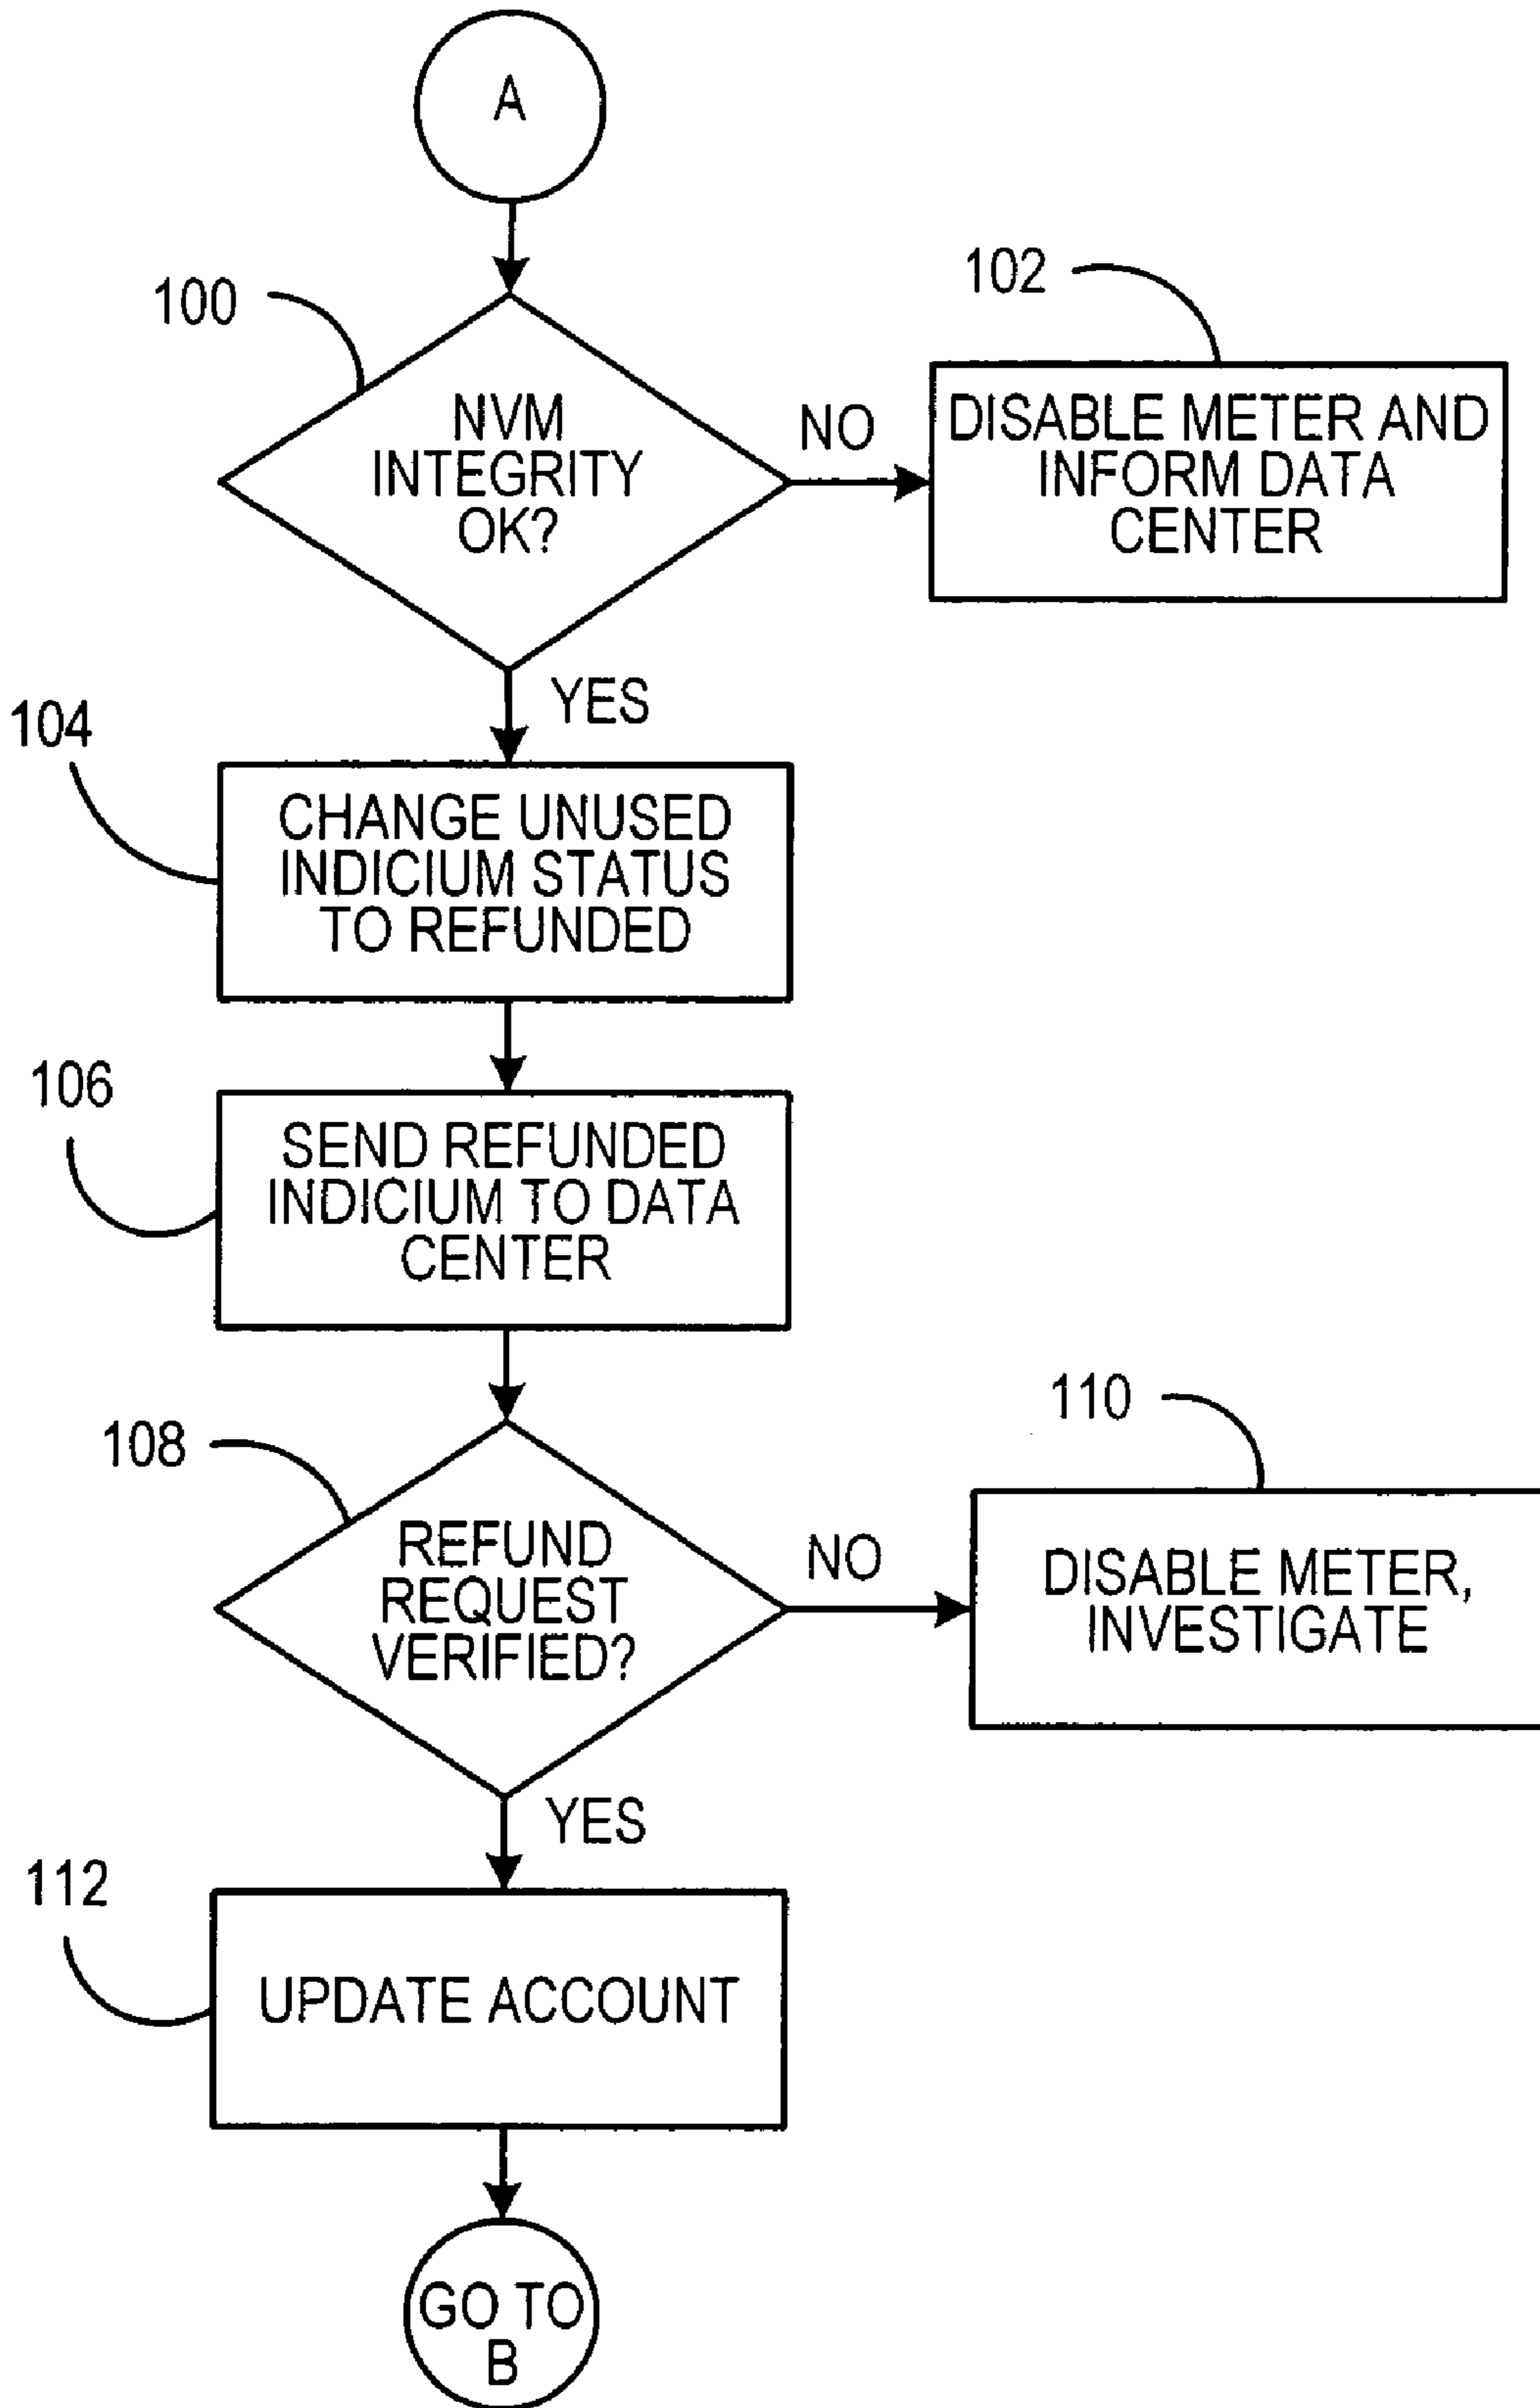 A
100
102
NVM
INTEGRITY
OK?
NO
DISABLE METER AND
INFORM DATA
CENTER
YES
104
CHANGE UNUSED
INDICIUM STATUS
TO REFUNDED
106
SEND REFUNDED
INDICIUM TO DATA
CENTER
108
110
REFUND
REQUEST
VERIFIED?
NO
DISABLE METER,
INVESTIGATE
YES
112
UPDATE ACCOUNT
GO TO
B